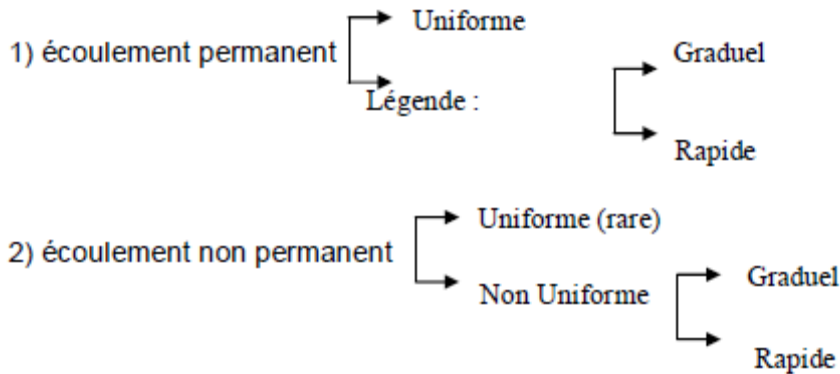 Uniforme
1) écoulement permanent
Graduel
Légende :
Rapide
Uniforme (rare)
2) écoulement non permanent
Non Uniforme
Graduel
Rapide